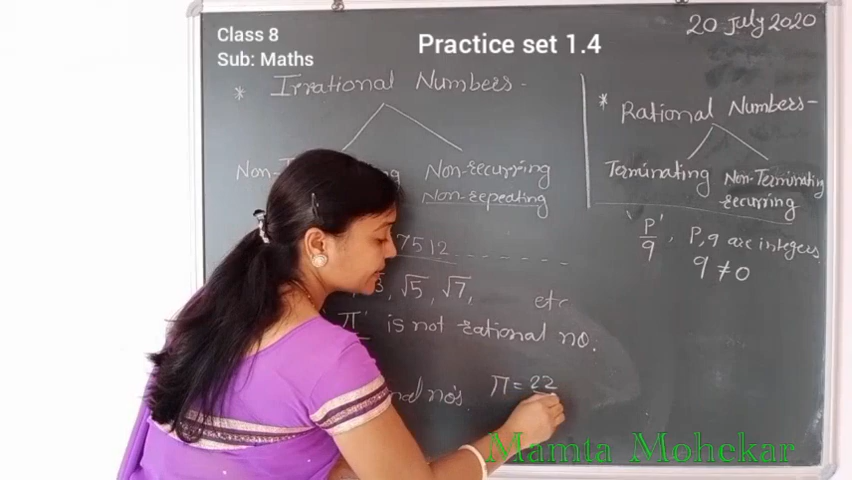 Class 8
Sub: Maths
Practice set 1.4
20 July 2020
* Irrational Numbers -
Non-recurring
Non-repeating
7512 - - - - - - -
√5, √7, etc
'π' is not rational no.
no's. π = 22
* Rational Numbers -
Terminating
Non-Terminating
recurring
'p/q', P, q are integers,
q ≠ 0
Mamta Mohekar